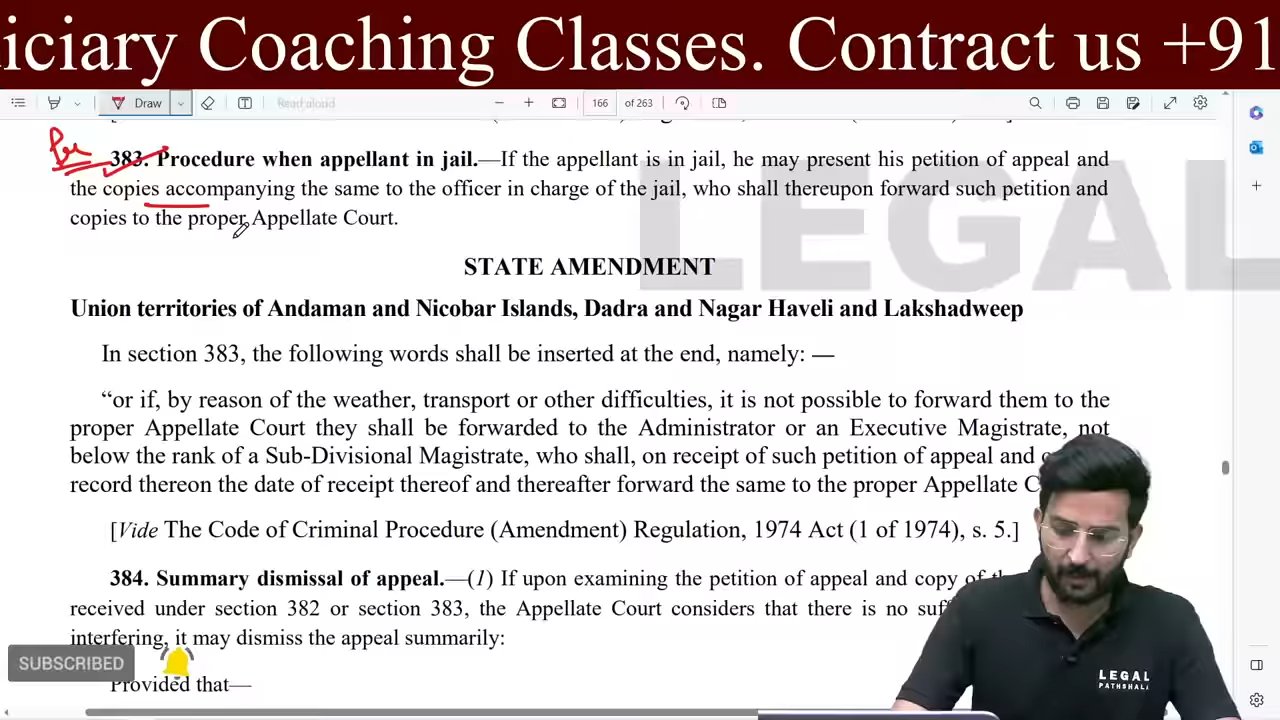 iciary Coaching Classes. Contract us +91
Draw
Read aloud
166 of 263
383. Procedure when appellant in jail.—If the appellant is in jail, he may present his petition of appeal and
the copies accompanying the same to the officer in charge of the jail, who shall thereupon forward such petition and
copies to the proper Appellate Court.
LEGAL
STATE AMENDMENT
Union territories of Andaman and Nicobar Islands, Dadra and Nagar Haveli and Lakshadweep
In section 383, the following words shall be inserted at the end, namely: —
“or if, by reason of the weather, transport or other difficulties, it is not possible to forward them to the
proper Appellate Court they shall be forwarded to the Administrator or an Executive Magistrate, not
below the rank of a Sub-Divisional Magistrate, who shall, on receipt of such petition of appeal and
record thereon the date of receipt thereof and thereafter forward the same to the proper Appellate C
[Vide The Code of Criminal Procedure (Amendment) Regulation, 1974 Act (1 of 1974), s. 5.]
384. Summary dismissal of appeal.—(1) If upon examining the petition of appeal and copy of
received under section 382 or section 383, the Appellate Court considers that there is no suf
interfering, it may dismiss the appeal summarily:
Provided that—
SUBSCRIBED
LEGAL
PATHSHALA